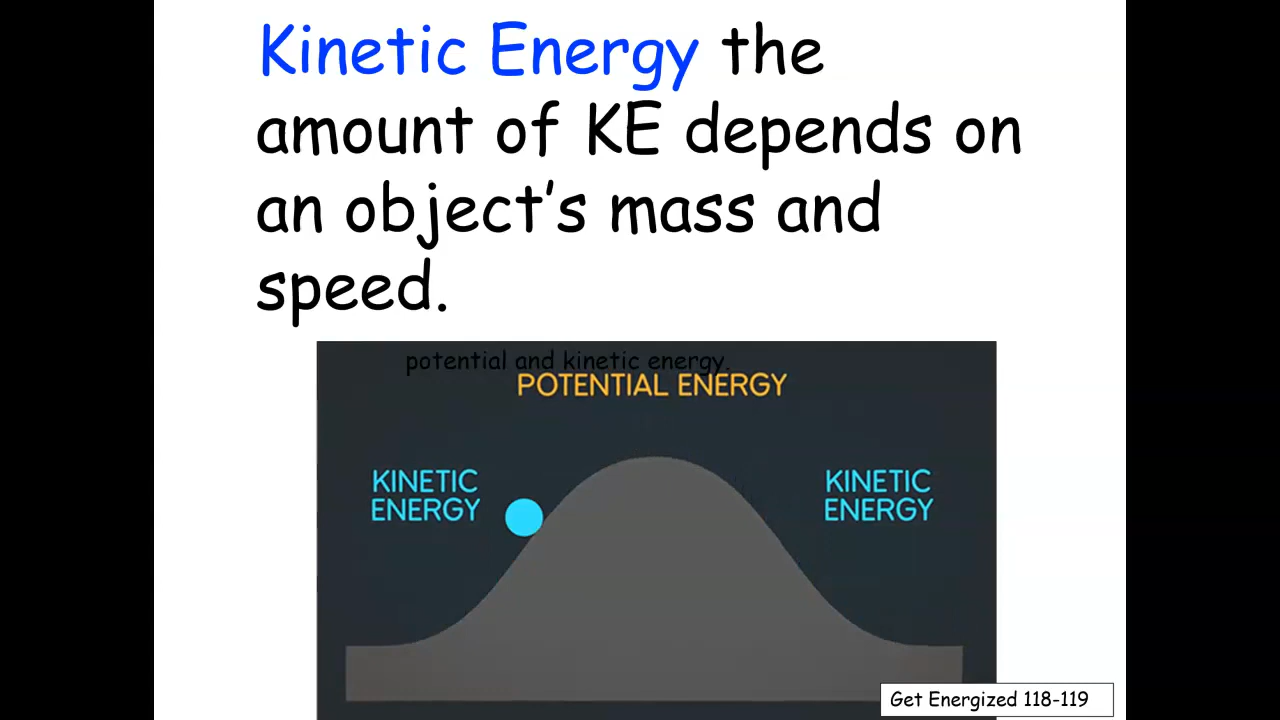 Kinetic Energy the
amount of KE depends on
an object's mass and
speed.
potential and kinetic energy.
POTENTIAL ENERGY
KINETIC
ENERGY
KINETIC
ENERGY
Get Energized 118-119